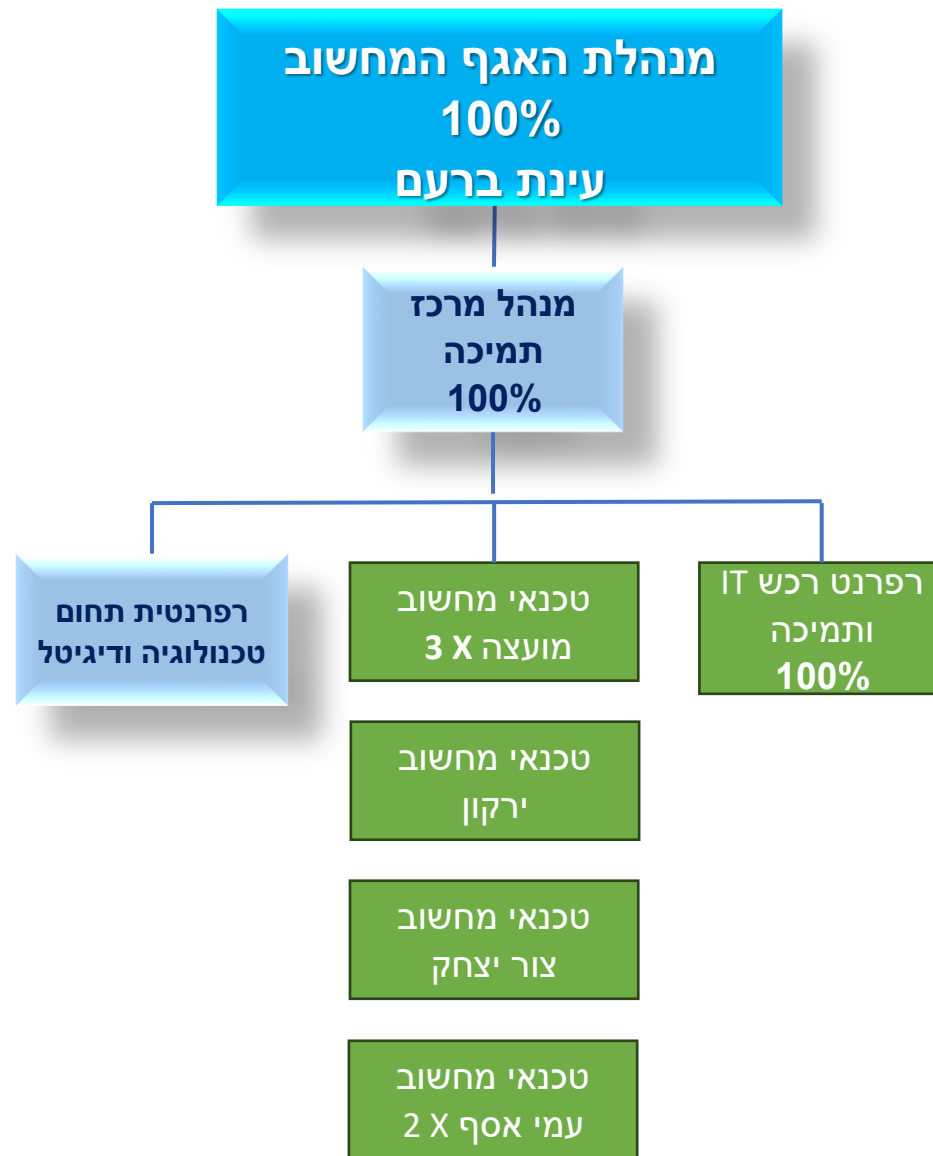 מנהלת האגף המחשוב
100%
עינת ברעם
מנהל מרכז
תמיכה
100%
רפרנט רכש IT
ותמיכה
100%
טכנאי מחשוב
מועצה 3 X
רפרנטית תחום
טכנולוגיה ודיגיטל
טכנאי מחשוב
ירקון
טכנאי מחשוב
צור יצחק
טכנאי מחשוב
עמי אסף 2 X